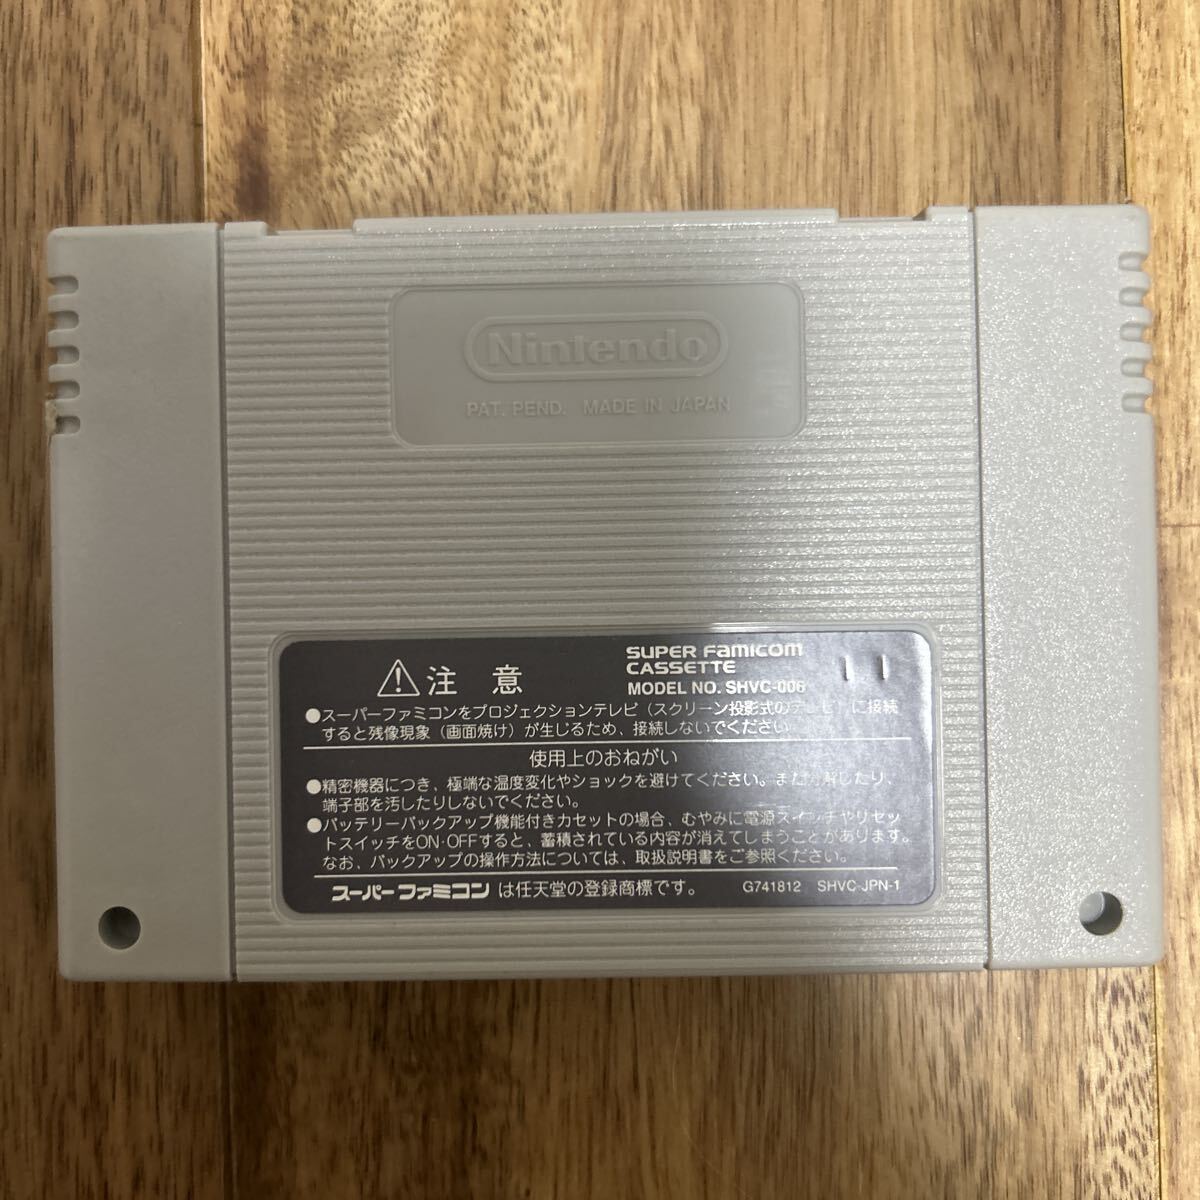 Nintendo
PAT. PEND. MADE IN JAPAN
注意
SUPER FAMICOM
CASSETTE
MODEL NO. SHVC-006
●スーパーファミコンをプロジェクションテレビ(スクリーン投影式のテレビ)に接続
すると残像現象(画面焼け)が生じるため、接続しないでください。
使用上のおねがい
●精密機器につき、極端な温度変化やショックを避けてください。また分解したり、
端子部を汚したりしないでください。
●バッテリーバックアップ機能付きカセットの場合、むやみに電源スイッチやリセッ
トスイッチをON・OFFすると、蓄積されている内容が消えてしまうことがあります。
なお、バックアップの操作方法については、取扱説明書をご参照ください。
スーパーファミコンは任天堂の登録商標です。 G741812 SHVC-JPN-1
11